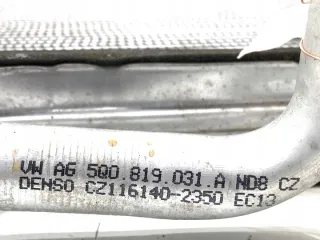 VW AG 5Q0.819.031.A ND8 CZ
DENSO CZ116140-2350 EC13